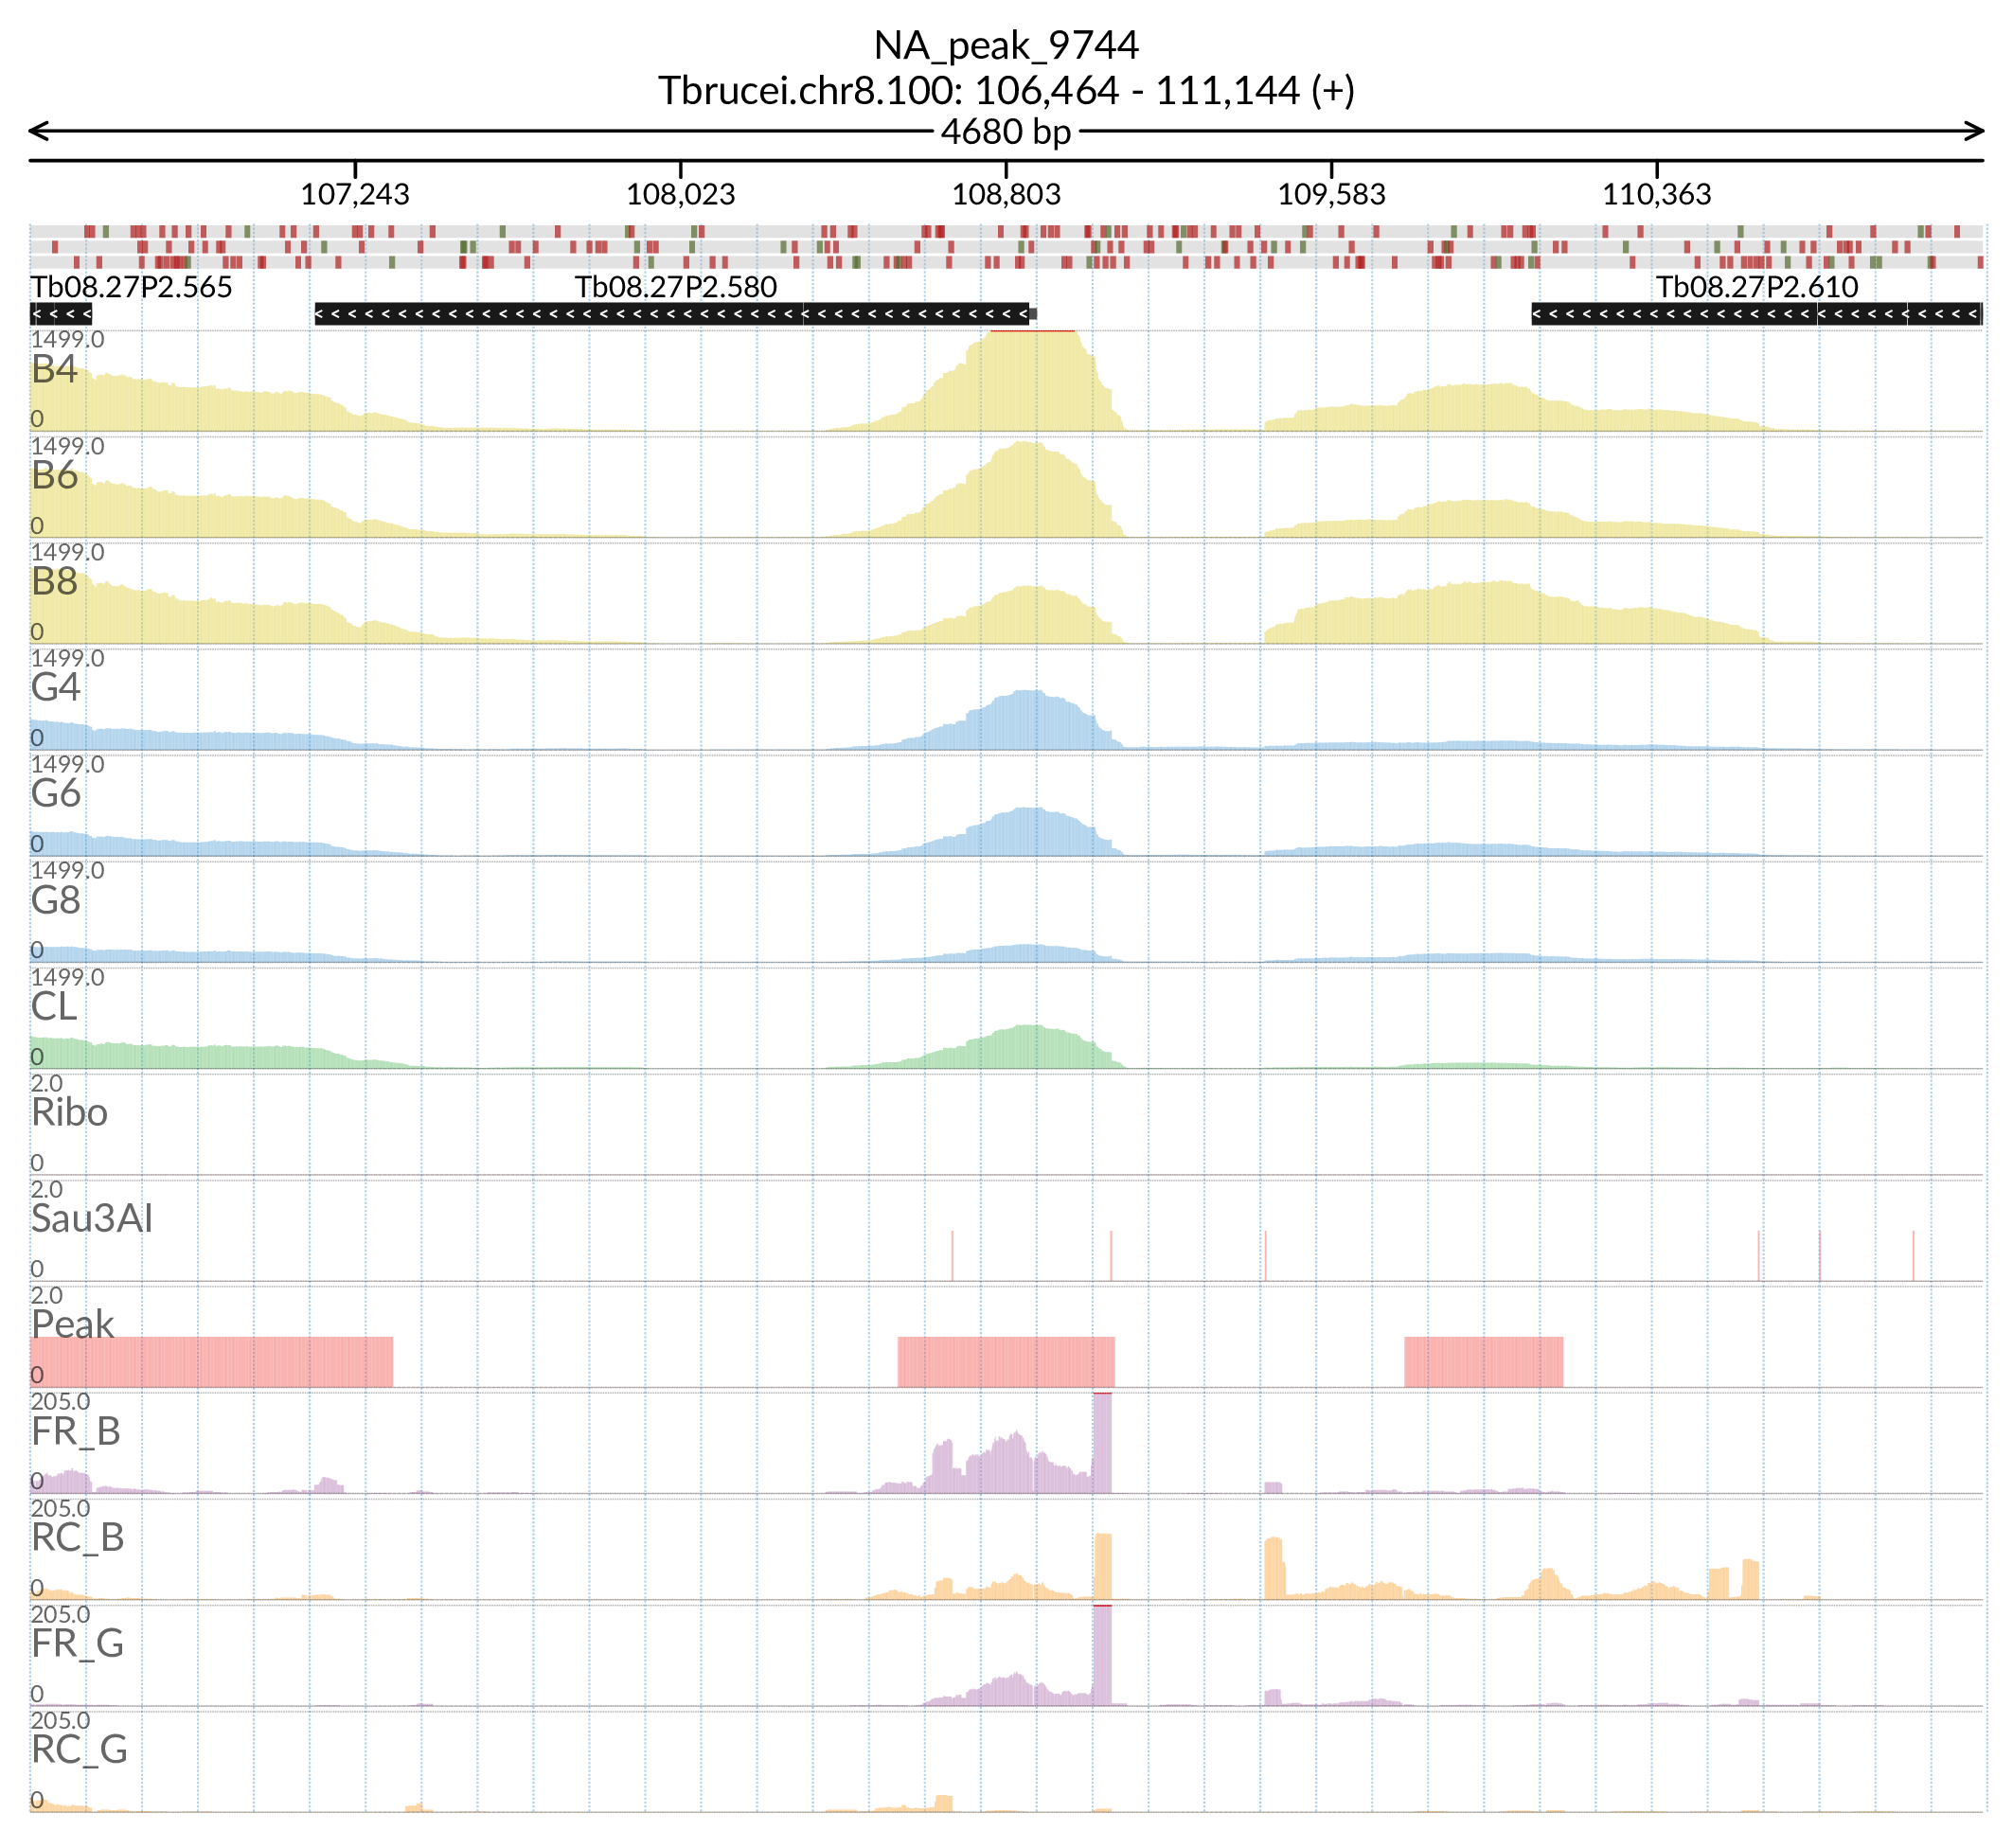 NA_peak_9744
Tbrucei.chr8.100: 106,464 - 111,144 (+)
4680 bp
107,243 108,023 108,803 109,583 110,363
Tb08.27P2.565 Tb08.27P2.580 Tb08.27P2.610
1499.0
B4
0
1499.0
B6
0
1499.0
B8
0
1499.0
G4
0
1499.0
G6
0
1499.0
G8
0
1499.0
CL
0
2.0
Ribo
0
2.0
Sau3AI
0
2.0
Peak
0
205.0
FR_B
0
205.0
RC_B
0
205.0
FR_G
0
205.0
RC_G
0